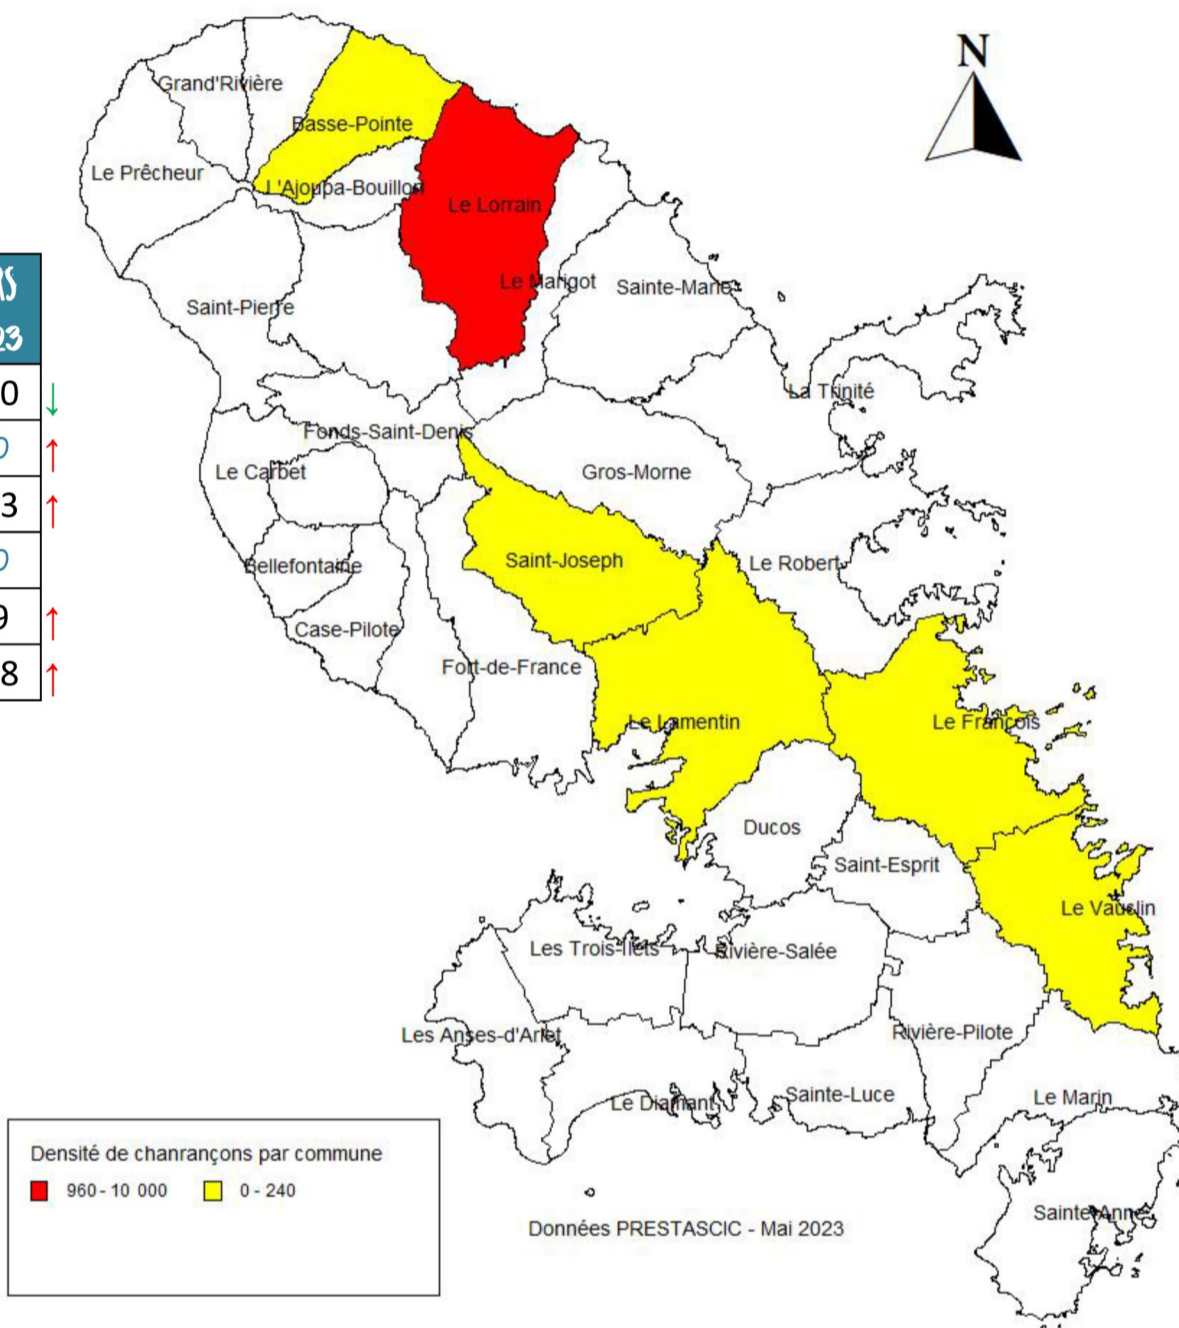 N
Grand'Rivière
Basse-Pointe
Le Prêcheur
L'Ajoupa-Bouillon
Le Lorrain
Le Marigot
Sainte-Marie
Saint-Pierre
La Trinité
Fonds-Saint-Denis
Le Carbet
Gros-Morne
Bellefontaine
Saint-Joseph
Le Robert
Case-Pilote
Fort-de-France
Le Lamentin
Le François
Ducos
Saint-Esprit
Le Vauclin
Les Trois-Ilets
Rivière-Salée
Les Anses-d'Arlet
Rivière-Pilote
Le Diamant
Sainte-Luce
Le Marin
Sainte-Anne
Densité de chanrançons par commune
960 - 10 000
0 - 240
Données PRESTASCIC - Mai 2023